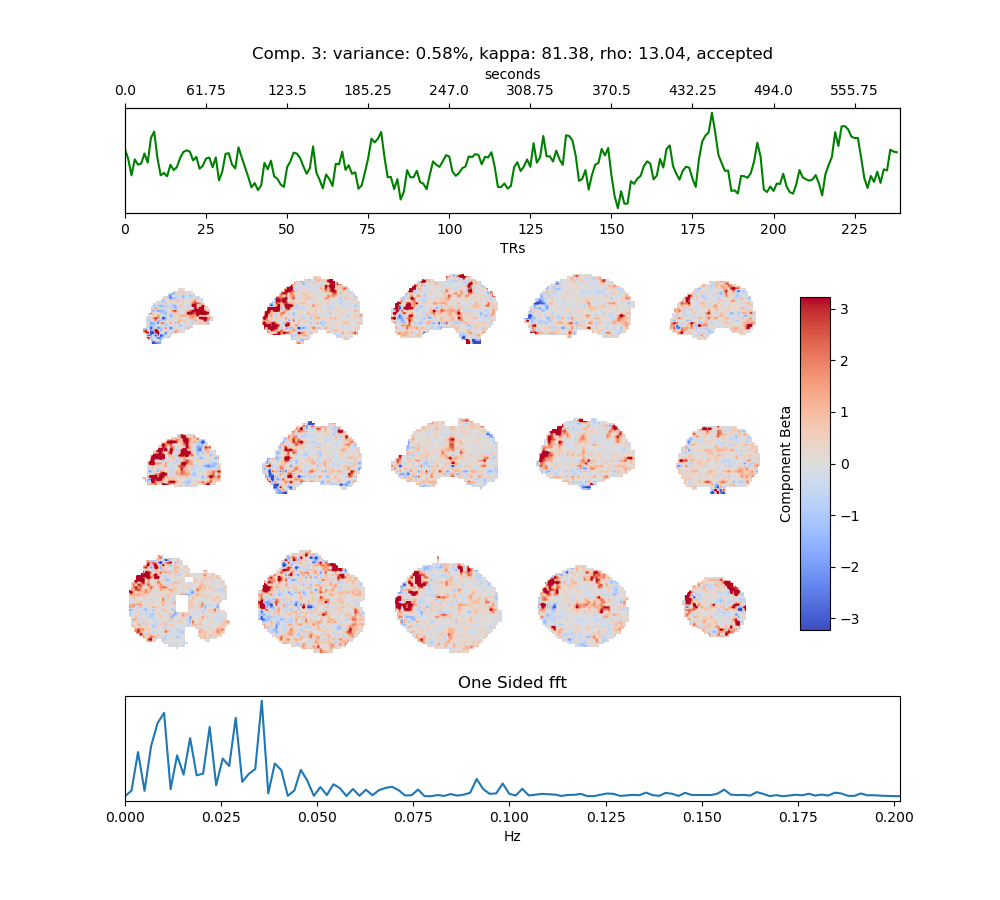 Comp. 3: variance: 0.58%, kappa: 81.38, rho: 13.04, accepted
seconds
0.0 61.75 123.5 185.25 247.0 308.75 370.5 432.25 494.0 555.75
0 25 50 75 100 125 150 175 200 225
TRs
3
2
1
0
−1
−2
−3
Component Beta
One Sided fft
0.000 0.025 0.050 0.075 0.100 0.125 0.150 0.175 0.200
Hz